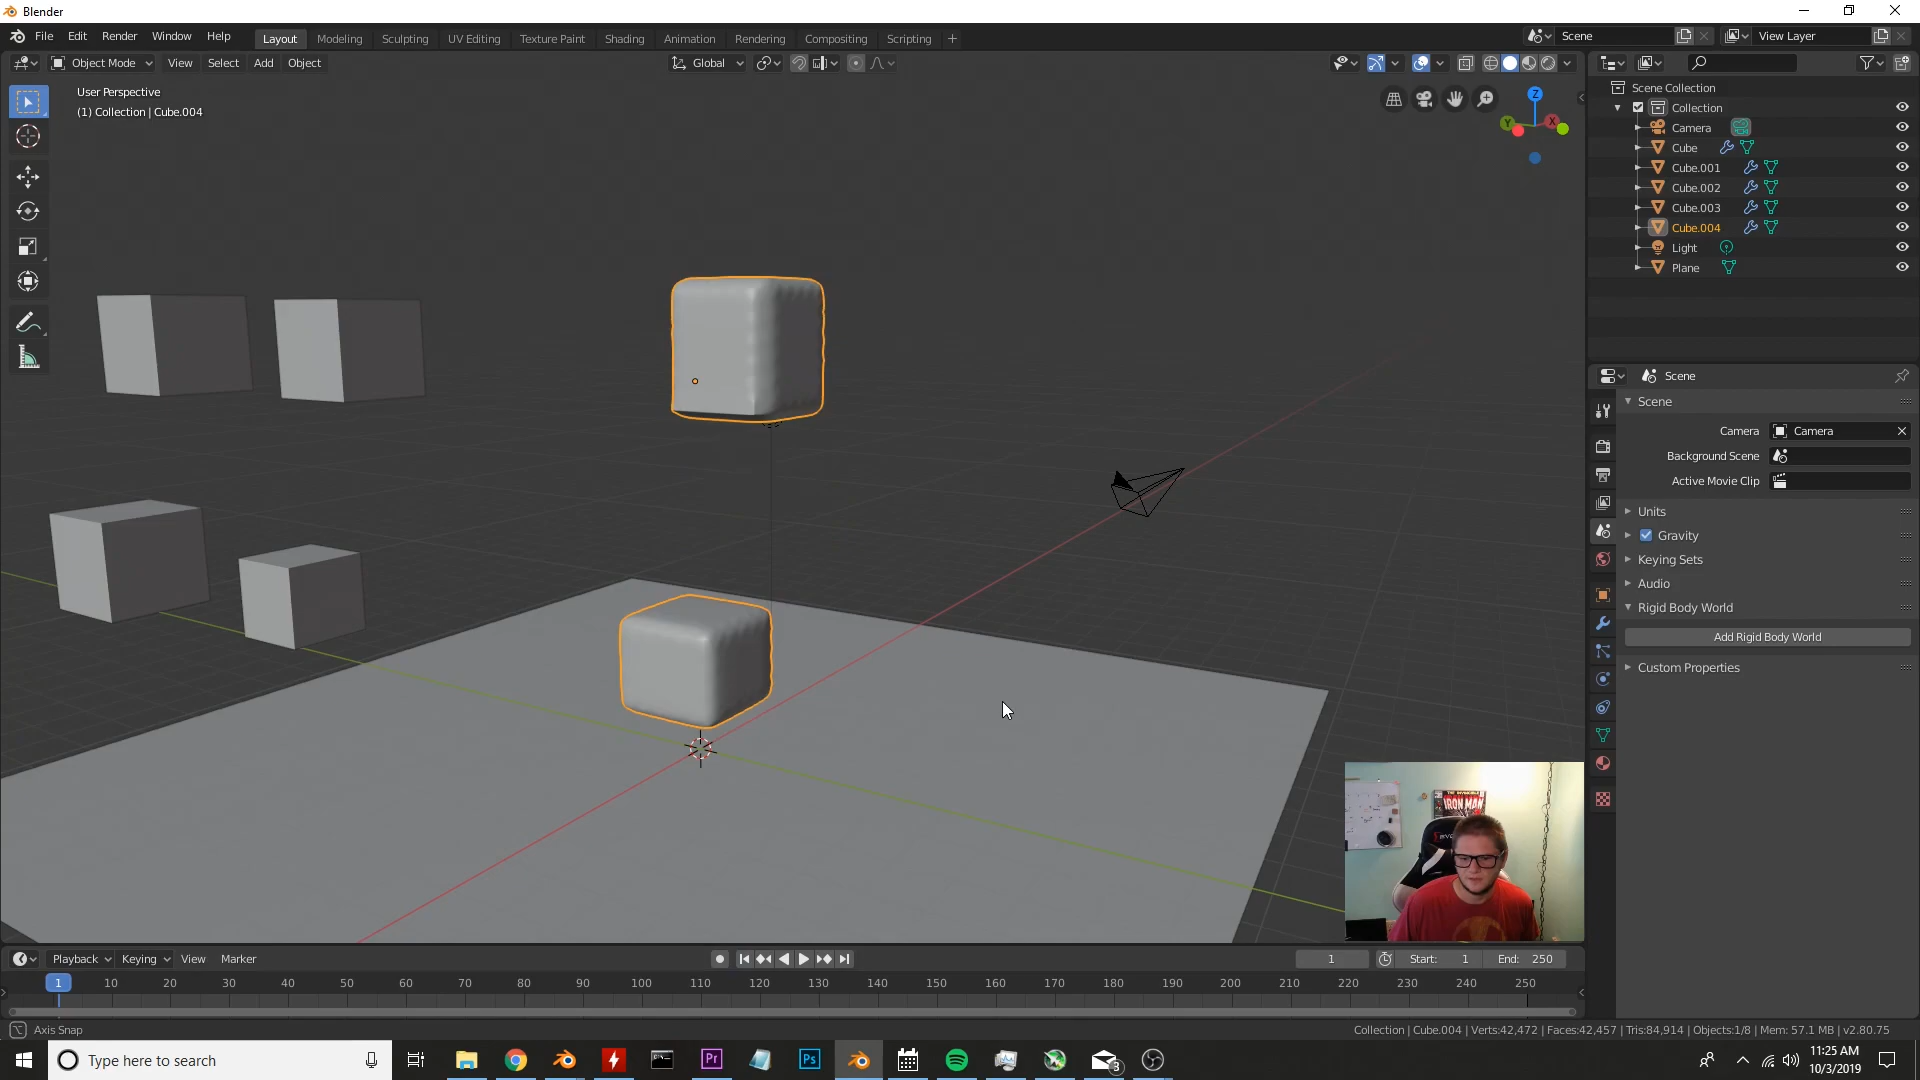 Blender
File Edit Render Window Help
Layout Modeling Sculpting UV Editing Texture Paint Shading Animation Rendering Compositing Scripting +
Scene
View Layer
Object Mode View Select Add Object
Global
User Perspective
(1) Collection | Cube.004
Z
Y
X
Scene Collection
Collection
Camera
Cube
Cube.001
Cube.002
Cube.003
Cube.004
Light
Plane
Scene
Scene
Camera Camera
Background Scene
Active Movie Clip
Units
Gravity
Keying Sets
Audio
Rigid Body World
Add Rigid Body World
Custom Properties
IRON MAN
Playback Keying View Marker
1 Start: 1 End: 250
1 10 20 30 40 50 60 70 80 90 100 110 120 130 140 150 160 170 180 190 200 210 220 230 240 250
Axis Snap
Collection | Cube.004 | Verts:42,472 | Faces:42,457 | Tris:84,914 | Objects:1/8 | Mem: 57.1 MB | v2.80.75
Type here to search
Pr
Ps
3
11:25 AM
10/3/2019